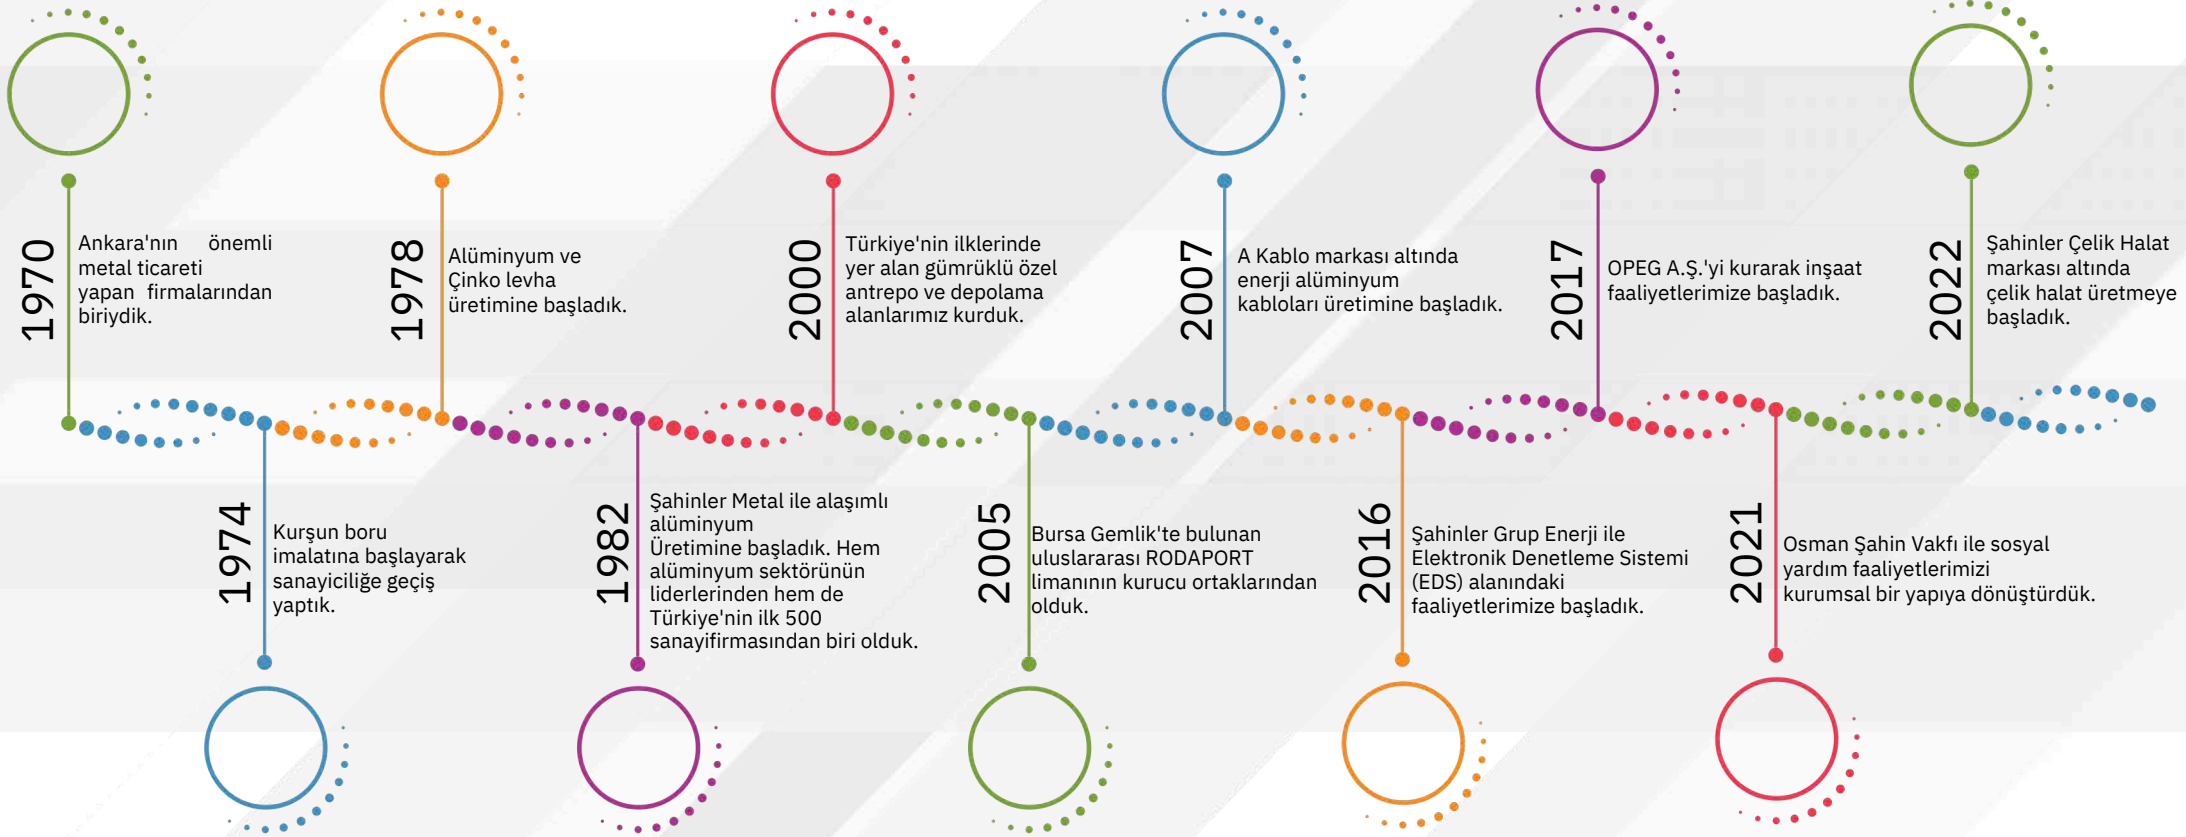 1970
Ankara'nın önemli
metal ticareti
yapan firmalarından
biriydik.
1974
Kurşun boru
imalatına başlayarak
sanayiciliğe geçiş
yaptık.
1978
Alüminyum ve
Çinko levha
üretimine başladık.
1982
Şahinler Metal ile alaşımlı
alüminyum
Üretimine başladık. Hem
alüminyum sektörünün
liderlerinden hem de
Türkiye'nin ilk 500
sanayifirmasından biri olduk.
2000
Türkiye'nin ilklerinde
yer alan gümrüklü özel
antrepo ve depolama
alanlarımız kurduk.
2005
Bursa Gemlik'te bulunan
uluslararası RODAPORT
limanının kurucu ortaklarından
olduk.
2007
A Kablo markası altında
enerji alüminyum
kabloları üretimine başladık.
2016
Şahinler Grup Enerji ile
Elektronik Denetleme Sistemi
(EDS) alanındaki
faaliyetlerimize başladık.
2017
OPEG A.Ş.'yi kurarak inşaat
faaliyetlerimize başladık.
2021
Osman Şahin Vakfı ile sosyal
yardım faaliyetlerimizi
kurumsal bir yapıya dönüştürdük.
2022
Şahinler Çelik Halat
markası altında
çelik halat üretmeye
başladık.